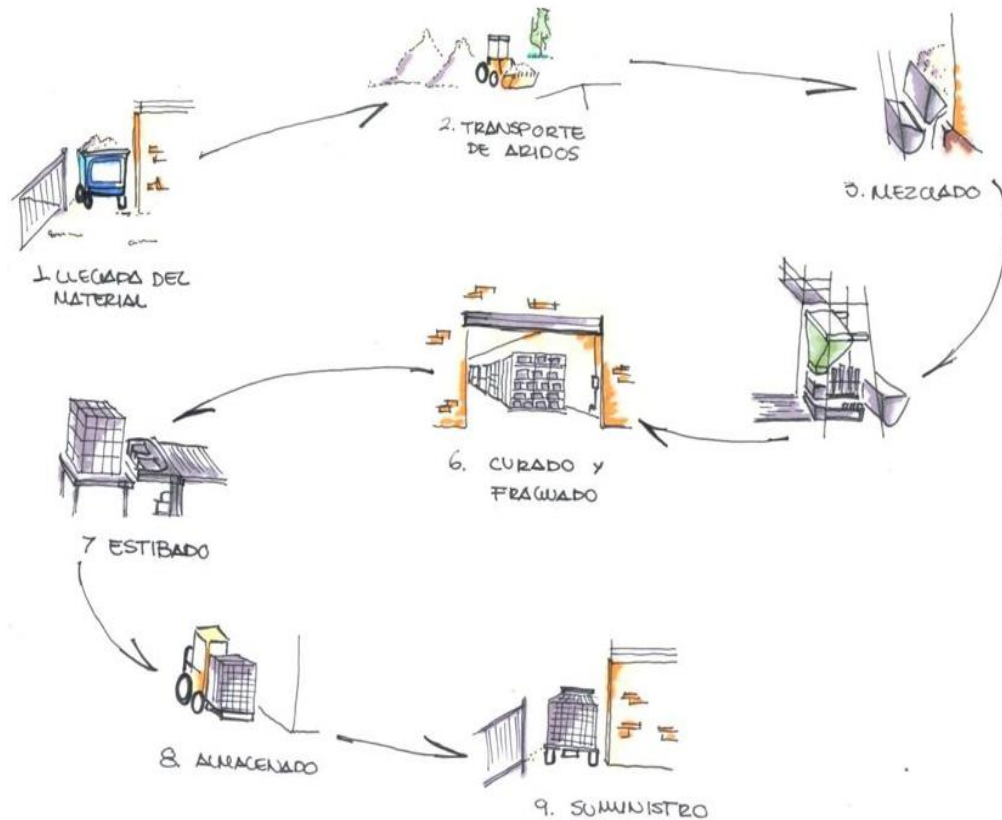 1. LLEGADA DEL
MATERIAL
2. TRANSPORTE
DE ARIDOS
3. MEZCLADO
6. CURADO Y
FRAGUADO
7 ESTIBADO
8. ALMACENADO
9. SUMINISTRO